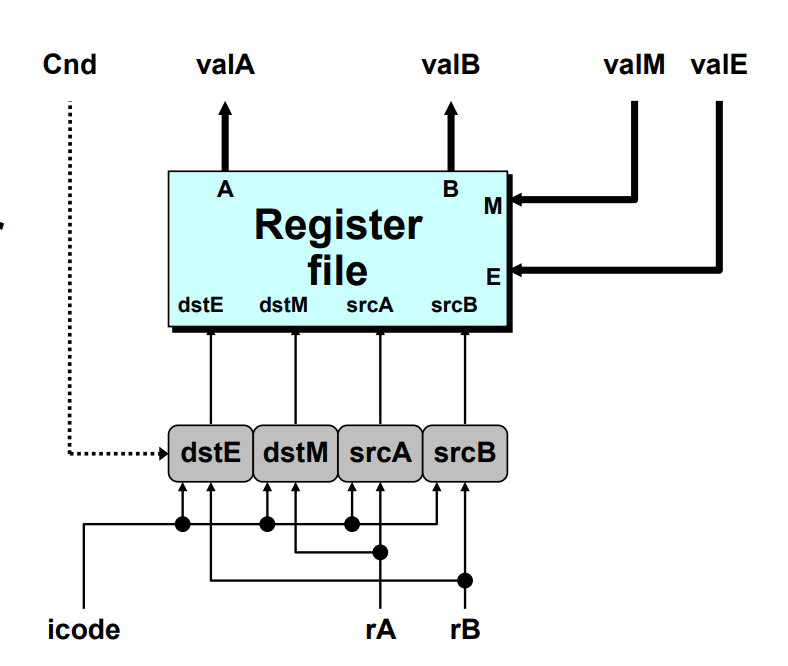 Cnd valA valB valM valE
A B
M
Register
file
E
dstE dstM srcA srcB
dstE dstM srcA srcB
icode rA rB